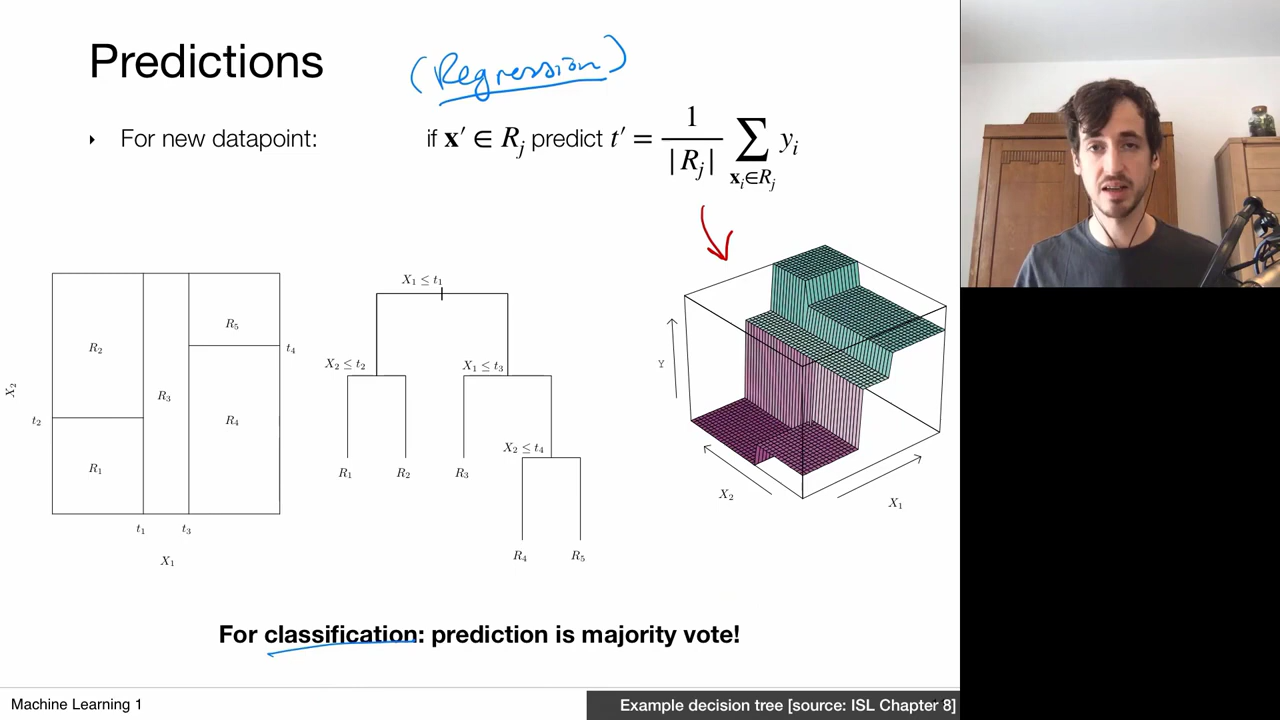 Predictions
(Regression)
‣ For new datapoint: if x′ ∈ Rj predict t′ = 1/|Rj| ∑xi∈Rj yi
R2
R5
t4
X2
R3
t2
R4
R1
t1 t3
X1
X1 ≤ t1
X2 ≤ t2 X1 ≤ t3
X2 ≤ t4
R1 R2 R3
R4 R5
Y
X2 X1
For classification: prediction is majority vote!
Machine Learning 1
Example decision tree [source: ISL Chapter 8]